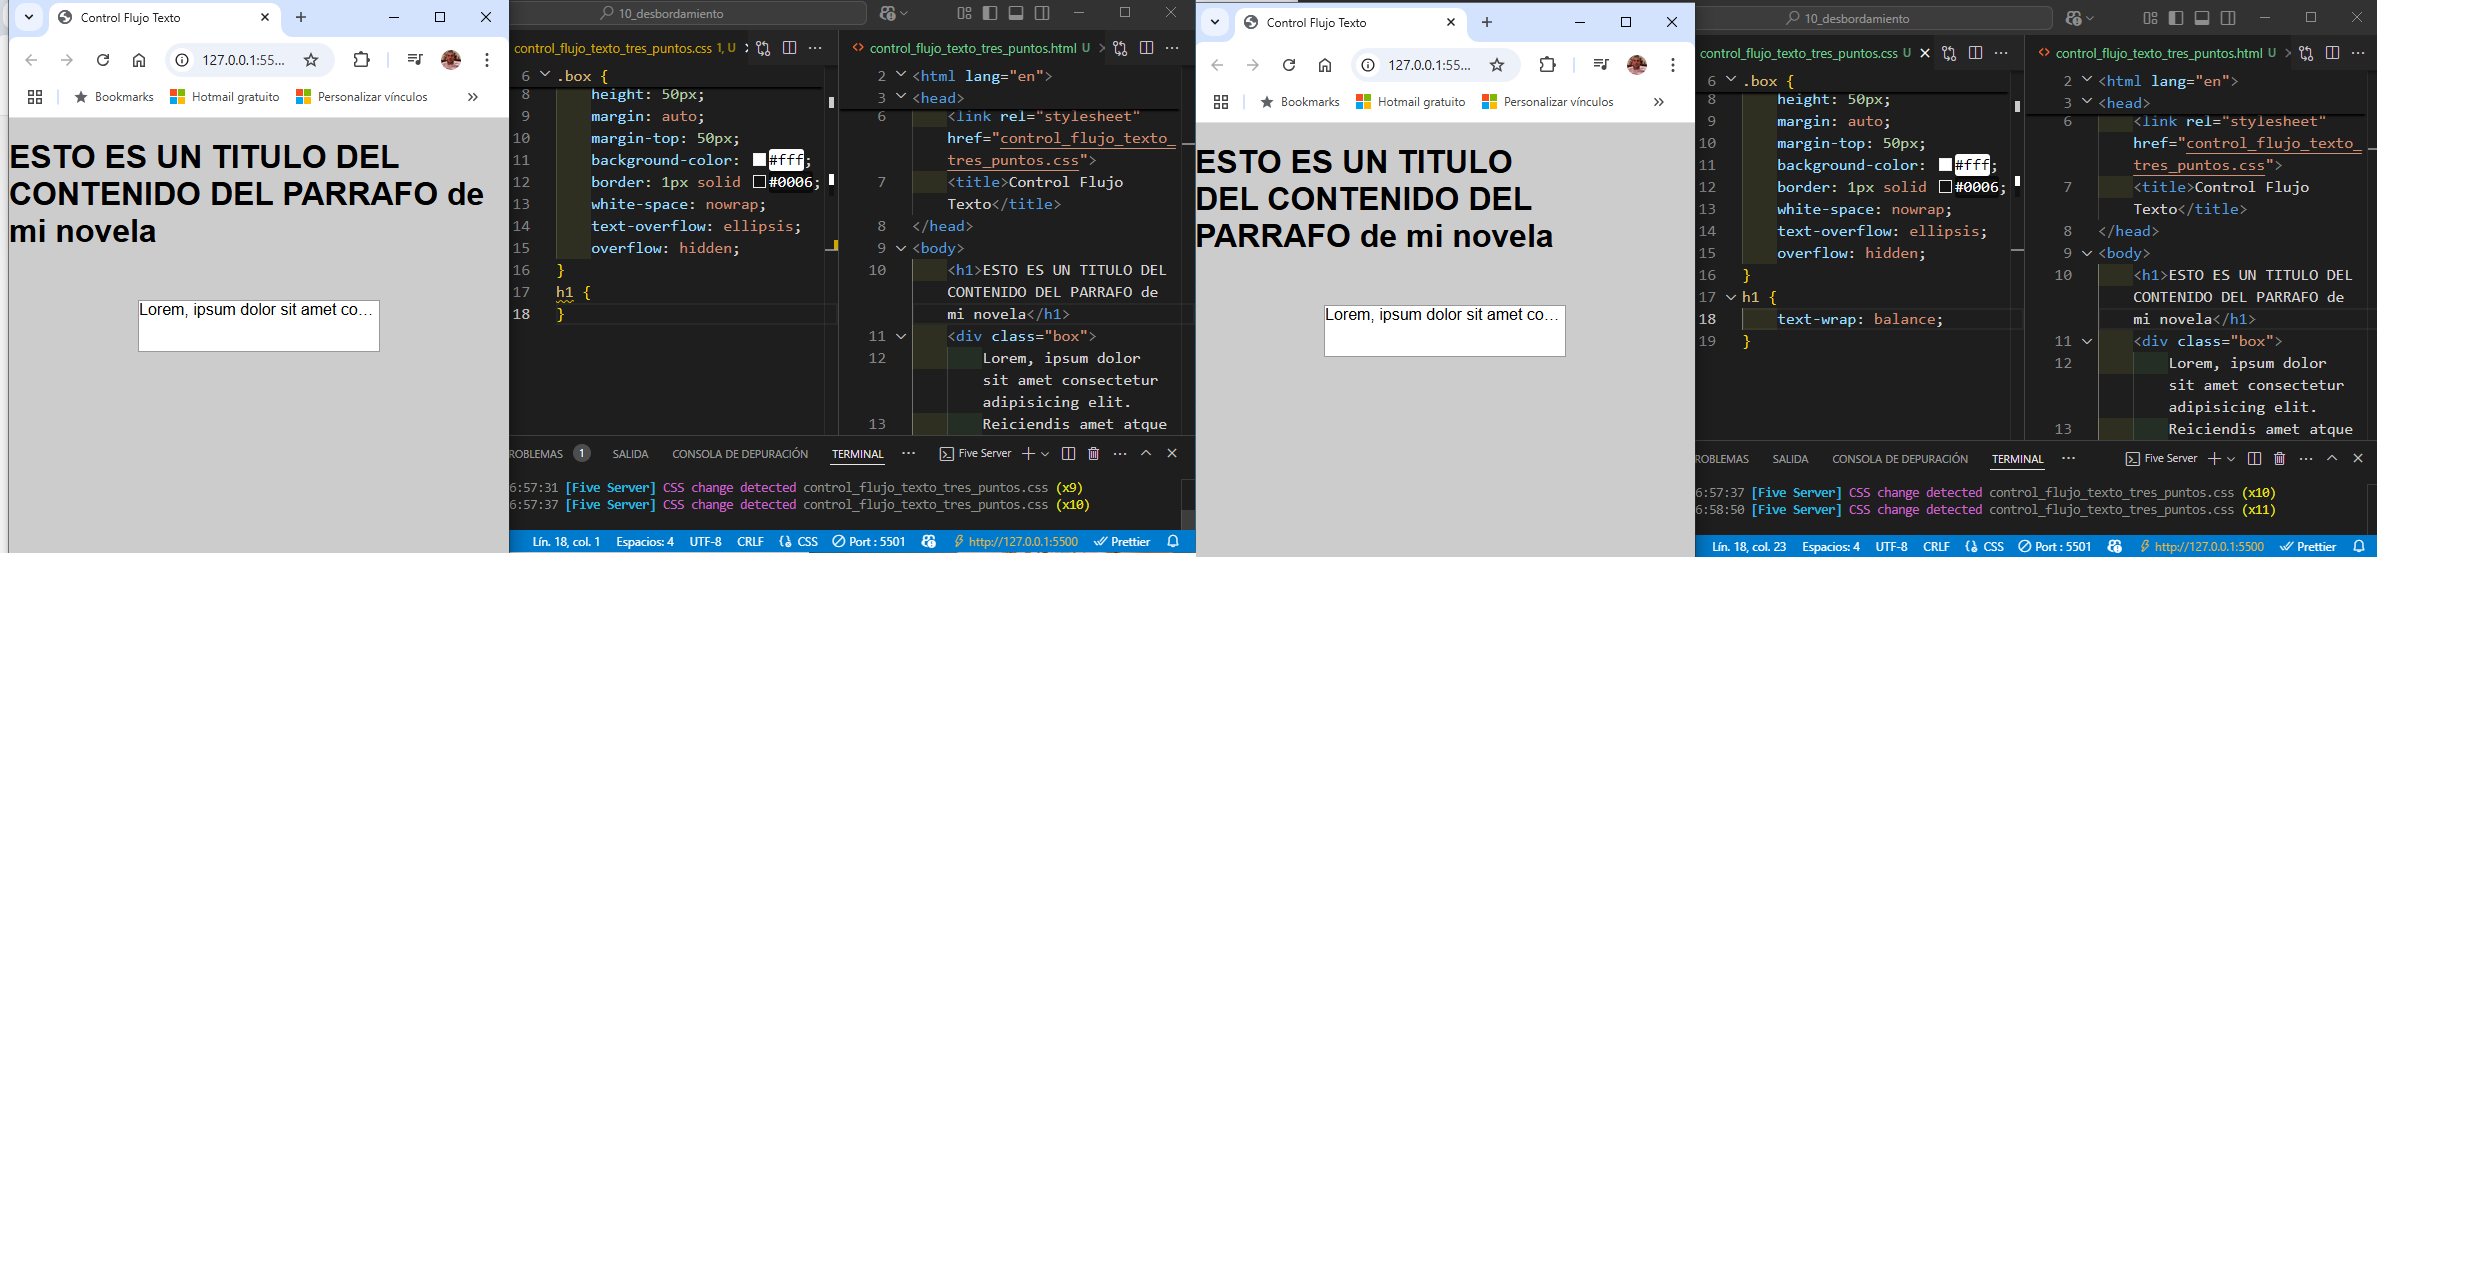 Control Flujo Texto
127.0.0.1:55...
Bookmarks
Hotmail gratuito
Personalizar vínculos
ESTO ES UN TITULO DEL
CONTENIDO DEL PARRAFO de
mi novela
Lorem, ipsum dolor sit amet co...
10_desbordamiento
control_flujo_texto_tres_puntos.css 1, U
6 .box {
8 height: 50px;
9 margin: auto;
10 margin-top: 50px;
11 background-color: #fff;
12 border: 1px solid #0006;
13 white-space: nowrap;
14 text-overflow: ellipsis;
15 overflow: hidden;
16 }
17 h1 {
18 }
control_flujo_texto_tres_puntos.html U
2 <html lang="en">
3 <head>
6 <link rel="stylesheet"
href="control_flujo_texto_
tres_puntos.css">
7 <title>Control Flujo
Texto</title>
8 </head>
9 <body>
10 <h1>ESTO ES UN TITULO DEL
CONTENIDO DEL PARRAFO de
mi novela</h1>
11 <div class="box">
12 Lorem, ipsum dolor
sit amet consectetur
adipisicing elit.
13 Reiciendis amet atque
ROBLEMAS 1 SALIDA CONSOLA DE DEPURACIÓN TERMINAL ... Five Server
6:57:31 [Five Server] CSS change detected control_flujo_texto_tres_puntos.css (x9)
6:57:37 [Five Server] CSS change detected control_flujo_texto_tres_puntos.css (x10)
Lín. 18, col. 1 Espacios: 4 UTF-8 CRLF CSS Port : 5501 http://127.0.0.1:5500 Prettier
Control Flujo Texto
127.0.0.1:55...
Bookmarks
Hotmail gratuito
Personalizar vínculos
ESTO ES UN TITULO
DEL CONTENIDO DEL
PARRAFO de mi novela
Lorem, ipsum dolor sit amet co...
10_desbordamiento
control_flujo_texto_tres_puntos.css U
6 .box {
8 height: 50px;
9 margin: auto;
10 margin-top: 50px;
11 background-color: #fff;
12 border: 1px solid #0006;
13 white-space: nowrap;
14 text-overflow: ellipsis;
15 overflow: hidden;
16 }
17 h1 {
18 text-wrap: balance;
19 }
control_flujo_texto_tres_puntos.html U
2 <html lang="en">
3 <head>
6 <link rel="stylesheet"
href="control_flujo_texto_
tres_puntos.css">
7 <title>Control Flujo
Texto</title>
8 </head>
9 <body>
10 <h1>ESTO ES UN TITULO DEL
CONTENIDO DEL PARRAFO de
mi novela</h1>
11 <div class="box">
12 Lorem, ipsum dolor
sit amet consectetur
adipisicing elit.
13 Reiciendis amet atque
ROBLEMAS SALIDA CONSOLA DE DEPURACIÓN TERMINAL ... Five Server
6:57:37 [Five Server] CSS change detected control_flujo_texto_tres_puntos.css (x10)
6:58:50 [Five Server] CSS change detected control_flujo_texto_tres_puntos.css (x11)
Lín. 18, col. 23 Espacios: 4 UTF-8 CRLF CSS Port : 5501 http://127.0.0.1:5500 Prettier